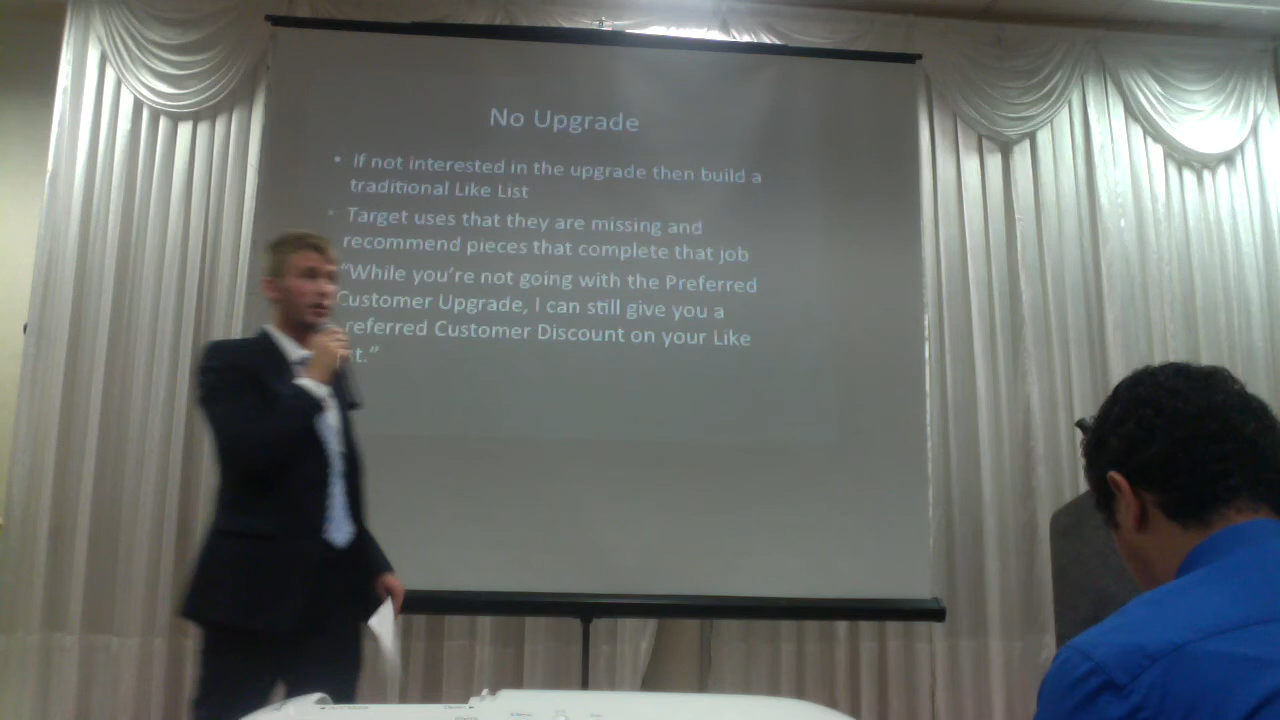 No Upgrade
• If not interested in the upgrade then build a
traditional Like List
• Target uses that they are missing and
recommend pieces that complete that job
"While you're not going with the Preferred
Customer Upgrade, I can still give you a
referred Customer Discount on your Like
st."